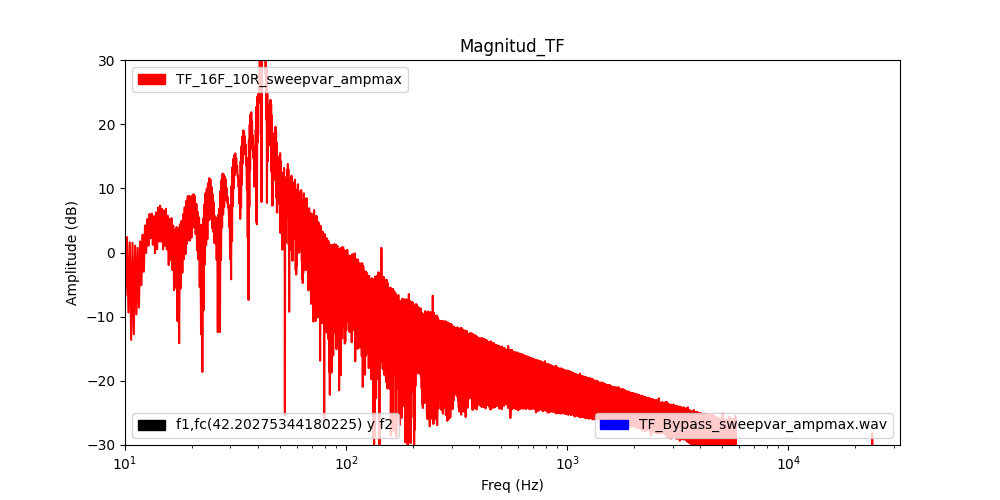 Magnitud_TF
TF_16F_10R_sweepvar_ampmax
30
20
10
0
−10
−20
−30
Amplitude (dB)
f1,fc(42.20275344180225) y f2
TF_Bypass_sweepvar_ampmax.wav
10¹ 10² 10³ 10⁴
Freq (Hz)